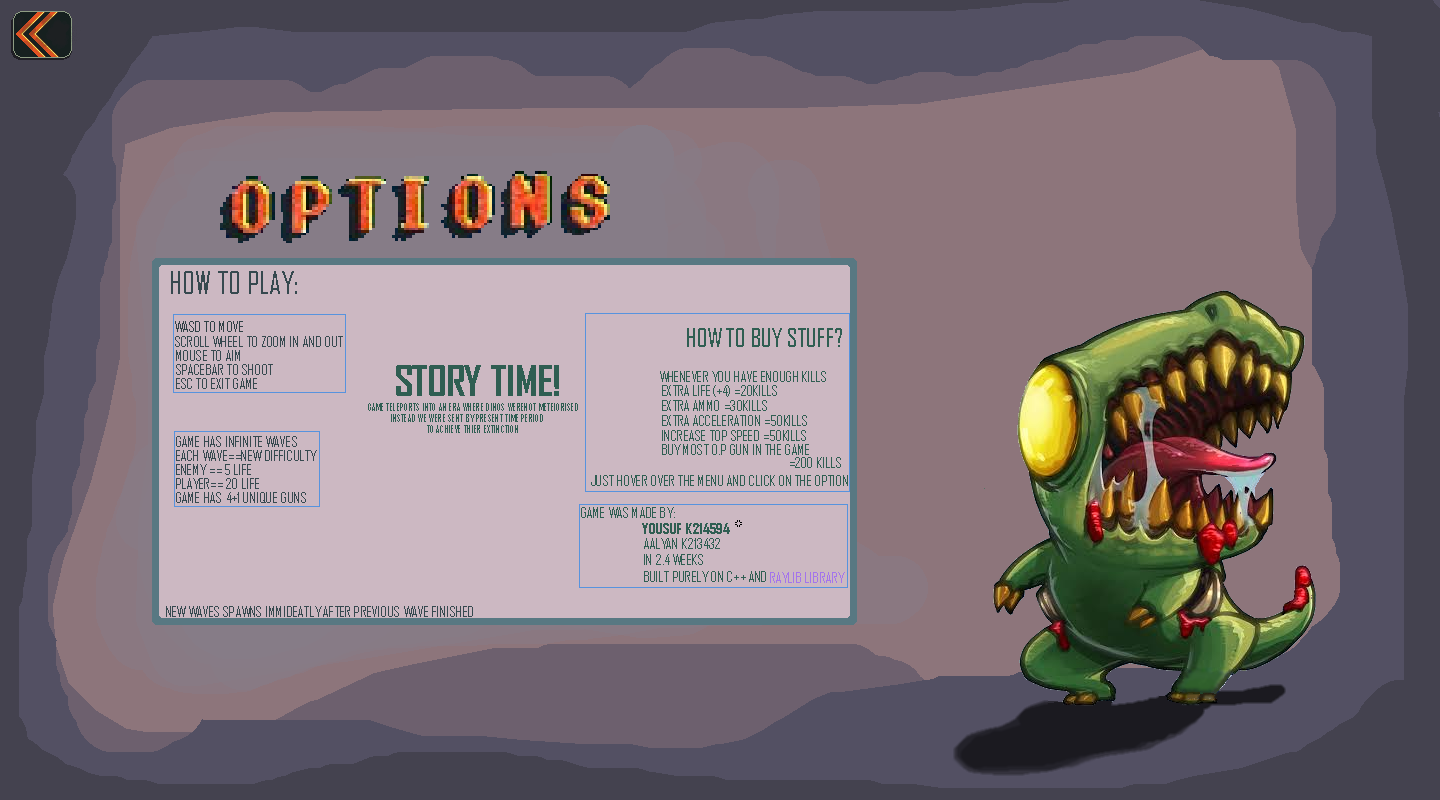 OPTIONS
HOW TO PLAY:
WASD TO MOVE
SCROLL WHEEL TO ZOOM IN AND OUT
MOUSE TO AIM
SPACEBAR TO SHOOT
ESC TO EXIT GAME
GAME HAS INFINITE WAVES
EACH WAVE==NEW DIFFICULTY
ENEMY == 5 LIFE
PLAYER== 20 LIFE
GAME HAS 4+1 UNIQUE GUNS
STORY TIME!
GAME TELEPORTS INTO AN ERA WHERE DINOS WERENOT METEIORISED
INSTEAD WE WERE SENT BY PRESENT TIME PERIOD
TO ACHIEVE THIER EXTINCTION
HOW TO BUY STUFF?
WHENEVER YOU HAVE ENOUGH KILLS
EXTRA LIFE (+4) =20KILLS
EXTRA AMMO =30KILLS
EXTRA ACCELERATION =50KILLS
INCREASE TOP SPEED =50KILLS
BUY MOST O.P GUN IN THE GAME
=200 KILLS
JUST HOVER OVER THE MENU AND CLICK ON THE OPTION
GAME WAS MADE BY:
YOUSUF K214594
AALYAN K213432
IN 2.4 WEEKS
BUILT PURELY ON C++ AND RAYLIB LIBRARY
NEW WAVES SPAWNS IMMIDEATLY AFTER PREVIOUS WAVE FINISHED